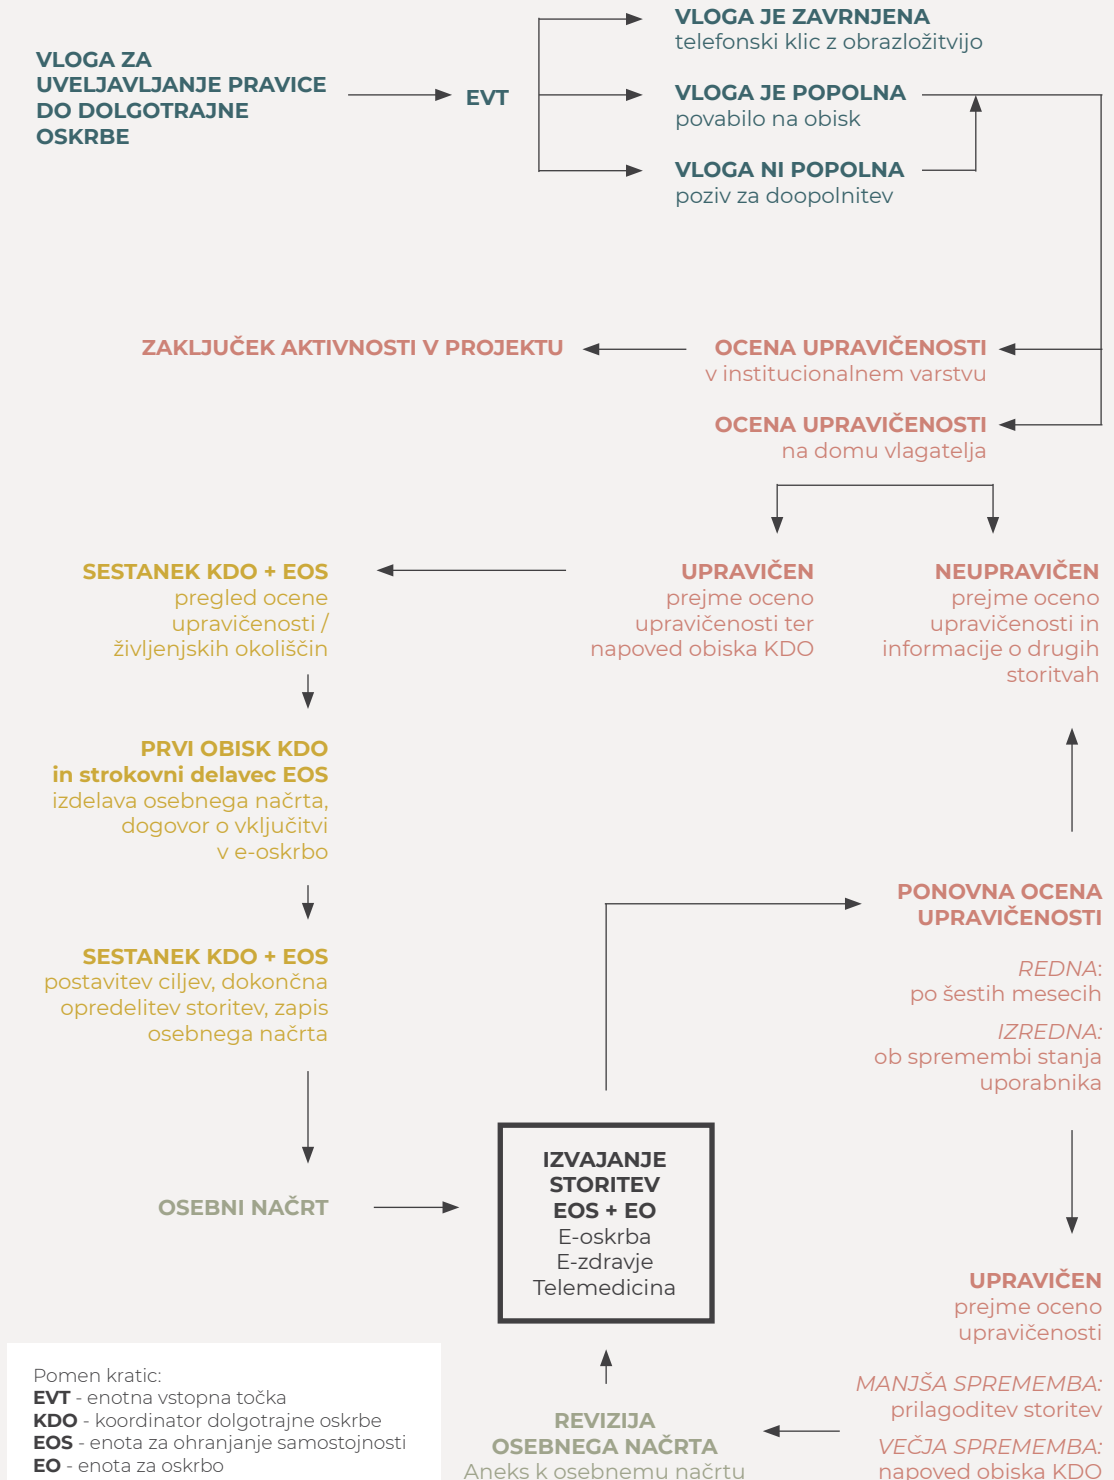 VLOGA ZA
UVELJAVLJANJE PRAVICE
DO DOLGOTRAJNE
OSKRBE
EVT
VLOGA JE ZAVRNJENA
telefonski klic z obrazložitvijo
VLOGA JE POPOLNA
povabilo na obisk
VLOGA NI POPOLNA
poziv za doopolnitev
ZAKLJUČEK AKTIVNOSTI V PROJEKTU
OCENA UPRAVIČENOSTI
v institucionalnem varstvu
OCENA UPRAVIČENOSTI
na domu vlagatelja
SESTANEK KDO + EOS
pregled ocene
upravičenosti /
življenjskih okoliščin
UPRAVIČEN
prejme oceno
upravičenosti ter
napoved obiska KDO
NEUPRAVIČEN
prejme oceno
upravičenosti in
informacije o drugih
storitvah
PRVI OBISK KDO
in strokovni delavec EOS
izdelava osebnega načrta,
dogovor o vključitvi
v e-oskrbo
SESTANEK KDO + EOS
postavitev ciljev, dokončna
opredelitev storitev, zapis
osebnega načrta
PONOVNA OCENA
UPRAVIČENOSTI
REDNA:
po šestih mesecih
IZREDNA:
ob spremembi stanja
uporabnika
OSEBNI NAČRT
IZVAJANJE
STORITEV
EOS + EO
E-oskrba
E-zdravje
Telemedicina
UPRAVIČEN
prejme oceno
upravičenosti
MANJŠA SPREMEMBA:
prilagoditev storitev
VEČJA SPREMEMBA:
napoved obiska KDO
REVIZIJA
OSEBNEGA NAČRTA
Aneks k osebnemu načrtu
Pomen kratic:
EVT - enotna vstopna točka
KDO - koordinator dolgotrajne oskrbe
EOS - enota za ohranjanje samostojnosti
EO - enota za oskrbo